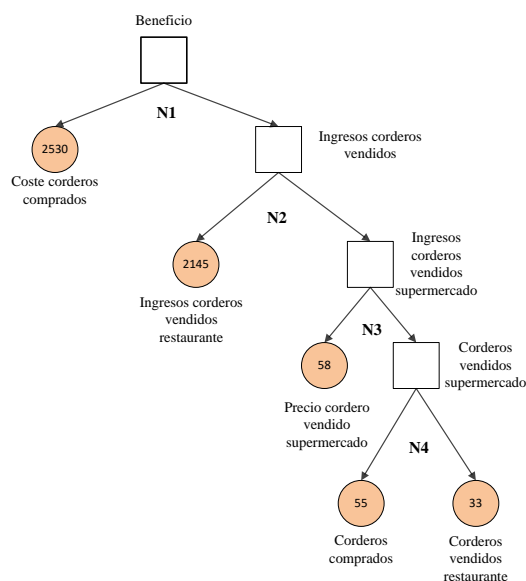 Beneficio
N1
2530
Coste corderos
comprados
Ingresos corderos
vendidos
N2
2145
Ingresos corderos
vendidos
restaurante
Ingresos
corderos
vendidos
supermercado
N3
58
Precio cordero
vendido
supermercado
Corderos
vendidos
supermercado
N4
55
Corderos
comprados
33
Corderos
vendidos
restaurante